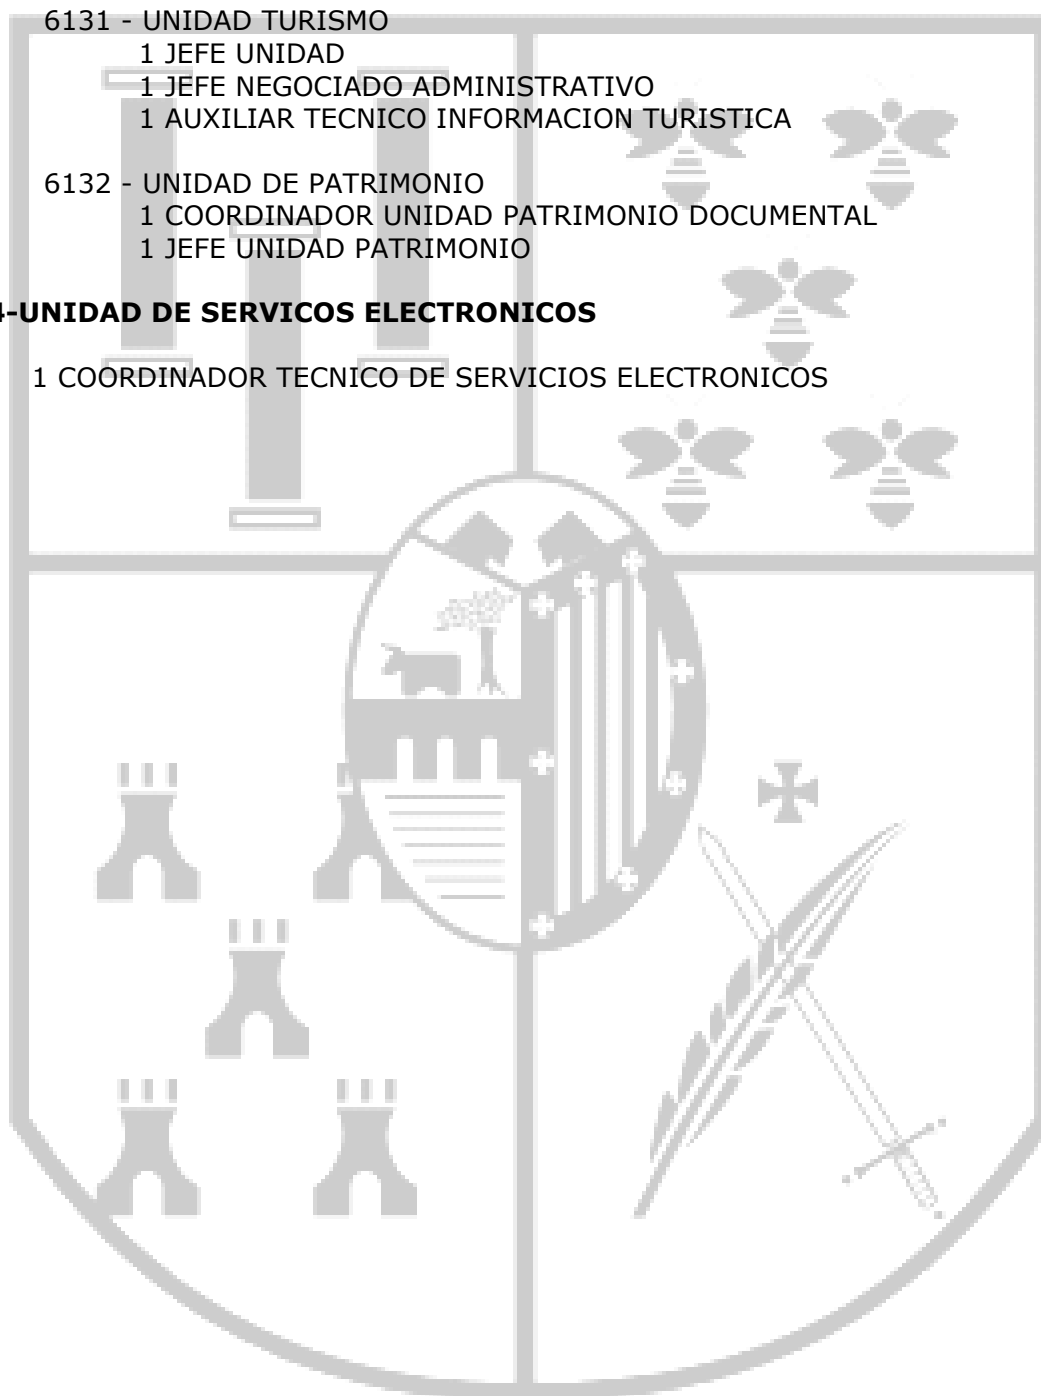 6131 - UNIDAD TURISMO
1 JEFE UNIDAD
1 JEFE NEGOCIADO ADMINISTRATIVO
1 AUXILIAR TECNICO INFORMACION TURISTICA
6132 - UNIDAD DE PATRIMONIO
1 COORDINADOR UNIDAD PATRIMONIO DOCUMENTAL
1 JEFE UNIDAD PATRIMONIO
4-UNIDAD DE SERVICOS ELECTRONICOS
1 COORDINADOR TECNICO DE SERVICIOS ELECTRONICOS